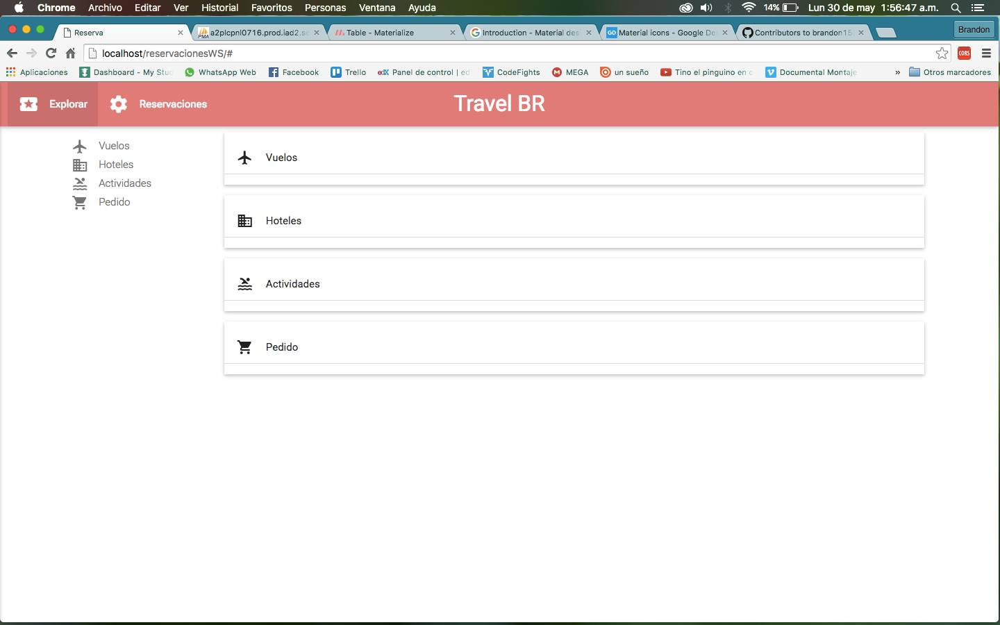 Chrome Archivo Editar Ver Historial Favoritos Personas Ventana Ayuda 14% Lun 30 de may 1:56:47 a.m.
Reserva a2plcpnl0716.prod.iad2.se Table - Materialize Introduction - Material des Material icons - Google De Contributors to brandon15 Brandon
localhost/reservacionesWS/# CORS
Aplicaciones Dashboard - My Stud WhatsApp Web Facebook Trello edX Panel de control | ed CodeFights MEGA un sueño Tino el pinguino en c Documental Montaje » Otros marcadores
Explorar Reservaciones Travel BR
Vuelos
Hoteles
Actividades
Pedido
Vuelos
Hoteles
Actividades
Pedido